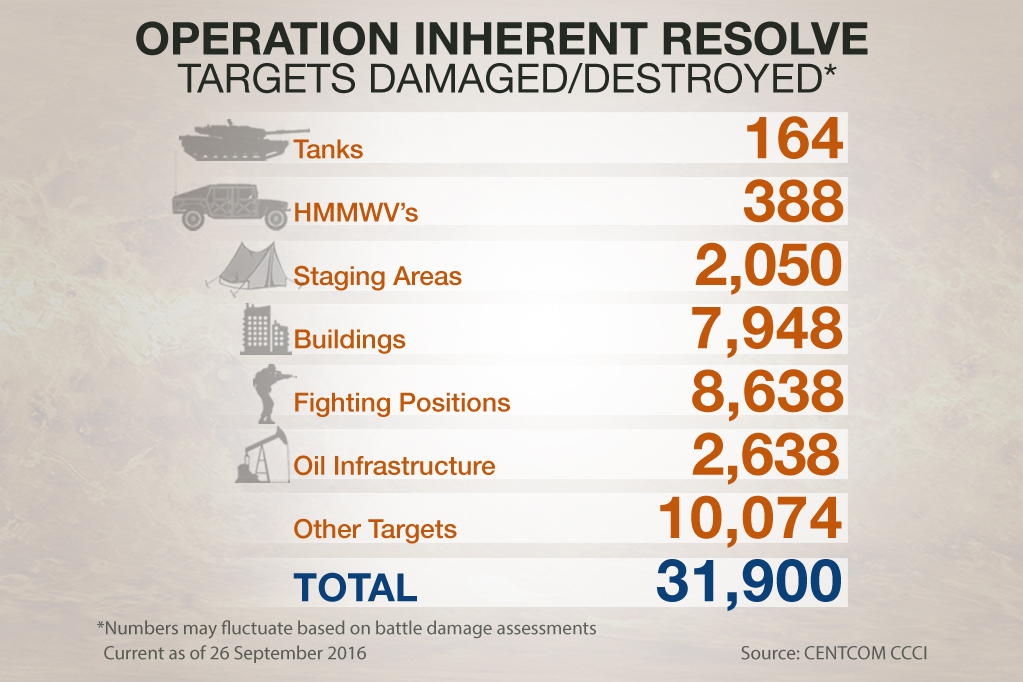 OPERATION INHERENT RESOLVE
TARGETS DAMAGED/DESTROYED*
Tanks 164
HMMWV’s 388
Staging Areas 2,050
Buildings 7,948
Fighting Positions 8,638
Oil Infrastructure 2,638
Other Targets 10,074
TOTAL 31,900
*Numbers may fluctuate based on battle damage assessments
Current as of 26 September 2016 Source: CENTCOM CCCI